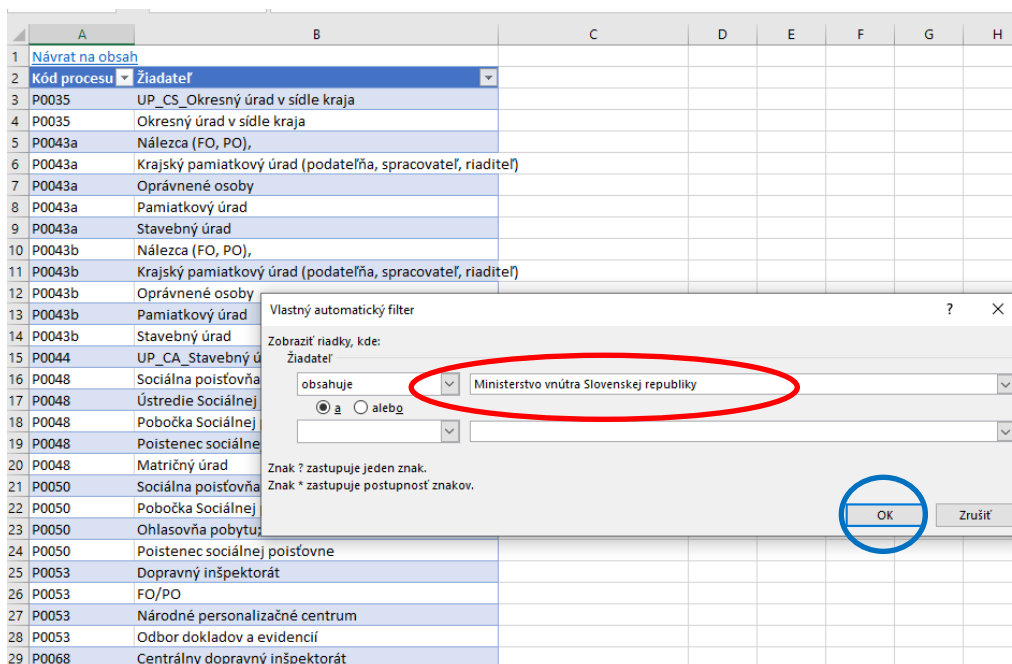 A B C D E F G H
1 Návrat na obsah
2 Kód procesu Žiadateľ
3 P0035 UP_CS_Okresný úrad v sídle kraja
4 P0035 Okresný úrad v sídle kraja
5 P0043a Nálezca (FO, PO),
6 P0043a Krajský pamiatkový úrad (podateľňa, spracovateľ, riaditeľ)
7 P0043a Oprávnené osoby
8 P0043a Pamiatkový úrad
9 P0043a Stavebný úrad
10 P0043b Nálezca (FO, PO),
11 P0043b Krajský pamiatkový úrad (podateľňa, spracovateľ, riaditeľ)
12 P0043b Oprávnené osoby
13 P0043b Pamiatkový úrad
14 P0043b Stavebný úrad
15 P0044 UP_CA_Stavebný ú
16 P0048 Sociálna poisťovňa
17 P0048 Ústredie Sociálnej
18 P0048 Pobočka Sociálnej
19 P0048 Poistenec sociálne
20 P0048 Matričný úrad
21 P0050 Sociálna poisťovňa
22 P0050 Pobočka Sociálnej
23 P0050 Ohlasovňa pobytu;
24 P0050 Poistenec sociálnej poisťovne
25 P0053 Dopravný inšpektorát
26 P0053 FO/PO
27 P0053 Národné personalizačné centrum
28 P0053 Odbor dokladov a evidencií
29 P0068 Centrálny dopravný inšpektorát
Vlastný automatický filter ?
Zobraziť riadky, kde:
Žiadateľ
obsahuje Ministerstvo vnútra Slovenskej republiky
a alebo
Znak ? zastupuje jeden znak.
Znak * zastupuje postupnosť znakov.
OK Zrušiť